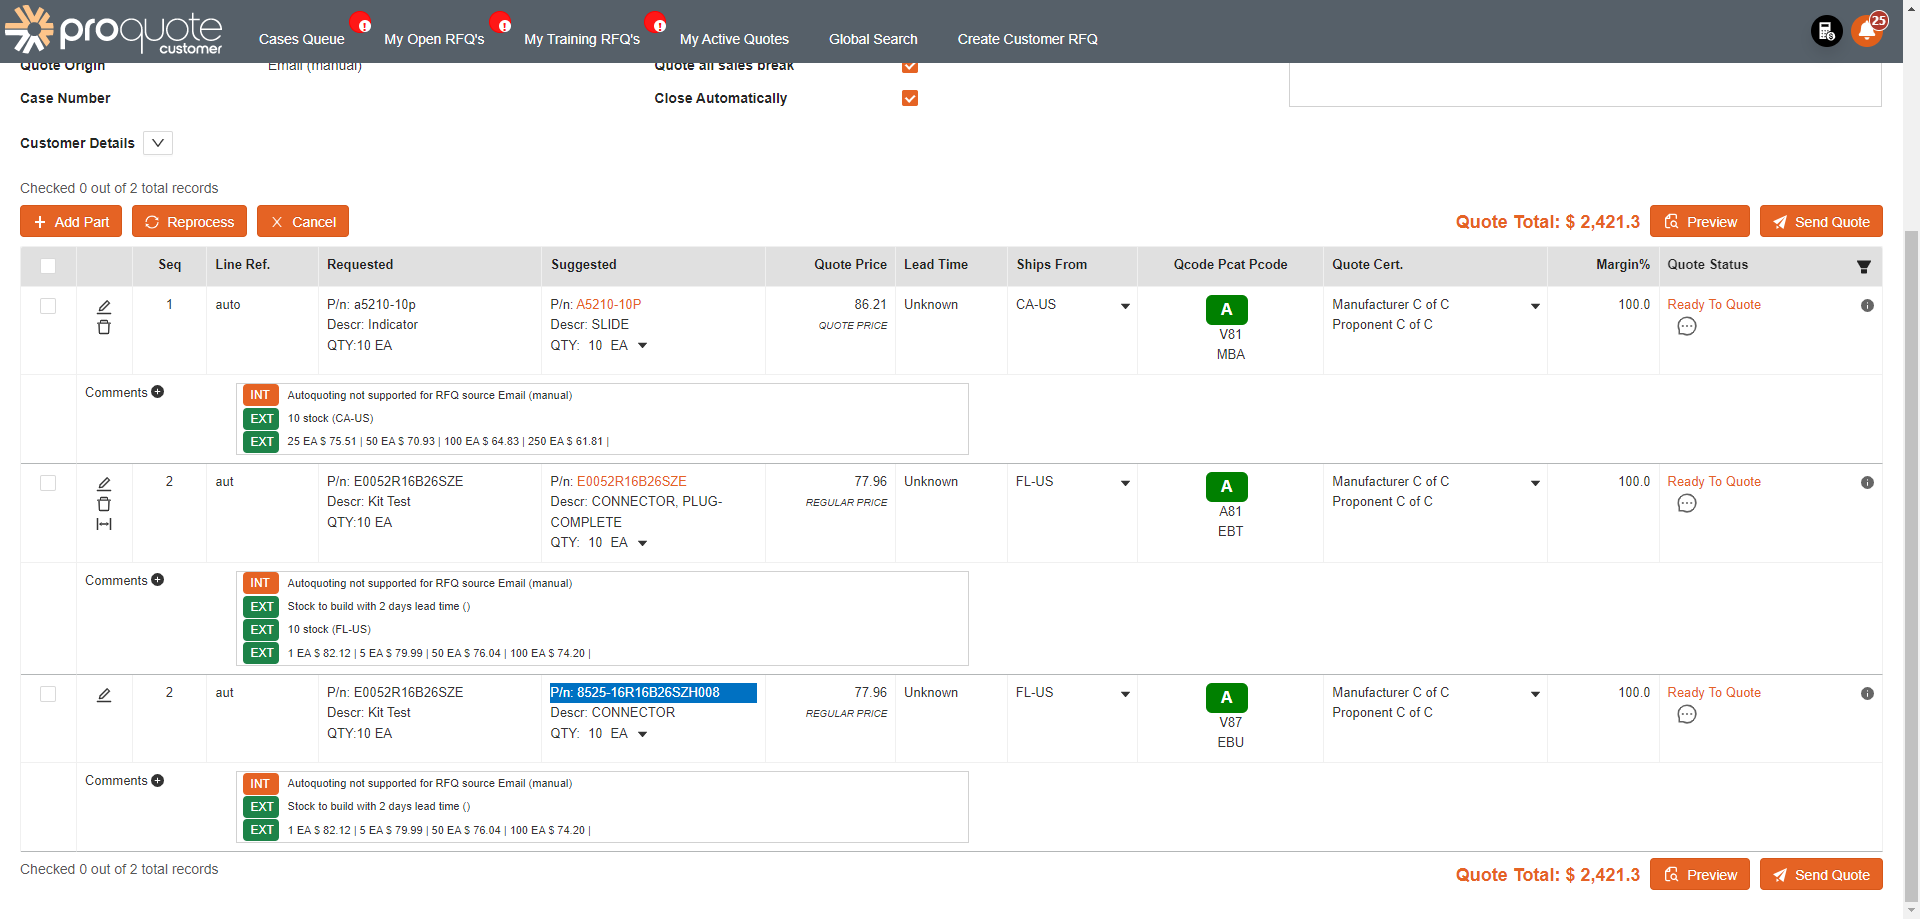 proquote
customer
Cases Queue
My Open RFQ's
My Training RFQ's
My Active Quotes
Global Search
Create Customer RFQ
25
Quote Origin Email (manual) Quote all sales break
Case Number Close Automatically
Customer Details
Checked 0 out of 2 total records
Add Part Reprocess Cancel Quote Total: $ 2,421.3 Preview Send Quote
Seq Line Ref. Requested Suggested Quote Price Lead Time Ships From Qcode Pcat Pcode Quote Cert. Margin% Quote Status
1 auto P/n: a5210-10p P/n: A5210-10P 86.21 Unknown CA-US A Manufacturer C of C 100.0 Ready To Quote
Descr: Indicator Descr: SLIDE QUOTE PRICE V81 Proponent C of C
QTY:10 EA QTY: 10 EA MBA
Comments
INT Autoquoting not supported for RFQ source Email (manual)
EXT 10 stock (CA-US)
EXT 25 EA $ 75.51 | 50 EA $ 70.93 | 100 EA $ 64.83 | 250 EA $ 61.81 |
2 aut P/n: E0052R16B26SZE P/n: E0052R16B26SZE 77.96 Unknown FL-US A Manufacturer C of C 100.0 Ready To Quote
Descr: Kit Test Descr: CONNECTOR, PLUG- REGULAR PRICE A81 Proponent C of C
QTY:10 EA COMPLETE EBT
QTY: 10 EA
Comments
INT Autoquoting not supported for RFQ source Email (manual)
EXT Stock to build with 2 days lead time ()
EXT 10 stock (FL-US)
EXT 1 EA $ 82.12 | 5 EA $ 79.99 | 50 EA $ 76.04 | 100 EA $ 74.20 |
2 aut P/n: E0052R16B26SZE P/n: 8525-16R16B26SZH008 77.96 Unknown FL-US A Manufacturer C of C 100.0 Ready To Quote
Descr: Kit Test Descr: CONNECTOR REGULAR PRICE V87 Proponent C of C
QTY:10 EA QTY: 10 EA EBU
Comments
INT Autoquoting not supported for RFQ source Email (manual)
EXT Stock to build with 2 days lead time ()
EXT 1 EA $ 82.12 | 5 EA $ 79.99 | 50 EA $ 76.04 | 100 EA $ 74.20 |
Checked 0 out of 2 total records
Quote Total: $ 2,421.3 Preview Send Quote